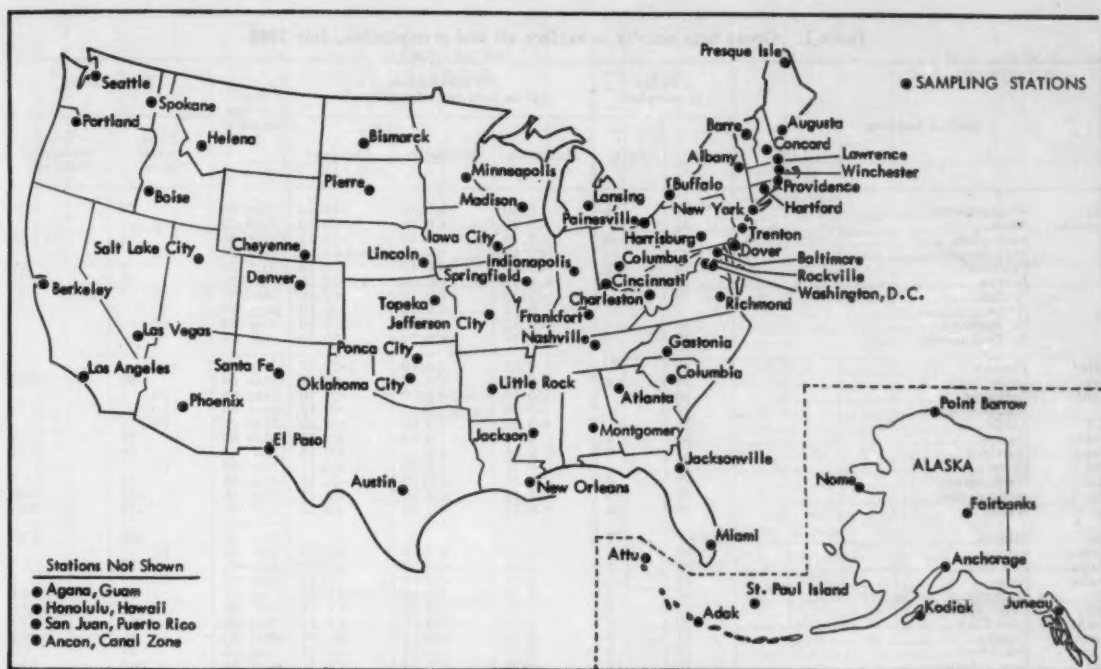 Presque Isle
SAMPLING STATIONS
Seattle
Spokane
Portland
Helena
Bismarck
Barre
Augusta
Concord
Albany
Lawrence
Winchester
Minneapolis
Pierre
Boise
Madison
Lansing
Buffalo
Providence
New York
Hartford
Painesville
Trenton
Salt Lake City
Cheyenne
Lincoln
Iowa City
Harrisburg
Dover
Indianapolis
Columbus
Baltimore
Denver
Springfield
Cincinnati
Rockville
Berkeley
Topeka
Charleston
Washington, D.C.
Jefferson City
Frankfort
Richmond
Las Vegas
Nashville
Ponca City
Gastonia
Los Angeles
Santa Fe
Oklahoma City
Little Rock
Columbia
Phoenix
Atlanta
Point Barrow
El Paso
Jackson
Montgomery
ALASKA
Jacksonville
Austin
New Orleans
Nome
Fairbanks
Miami
Attu
Anchorage
St. Paul Island
Adak
Kodiak
Juneau
Stations Not Shown
Agana, Guam
Honolulu, Hawaii
San Juan, Puerto Rico
Ancon, Canal Zone